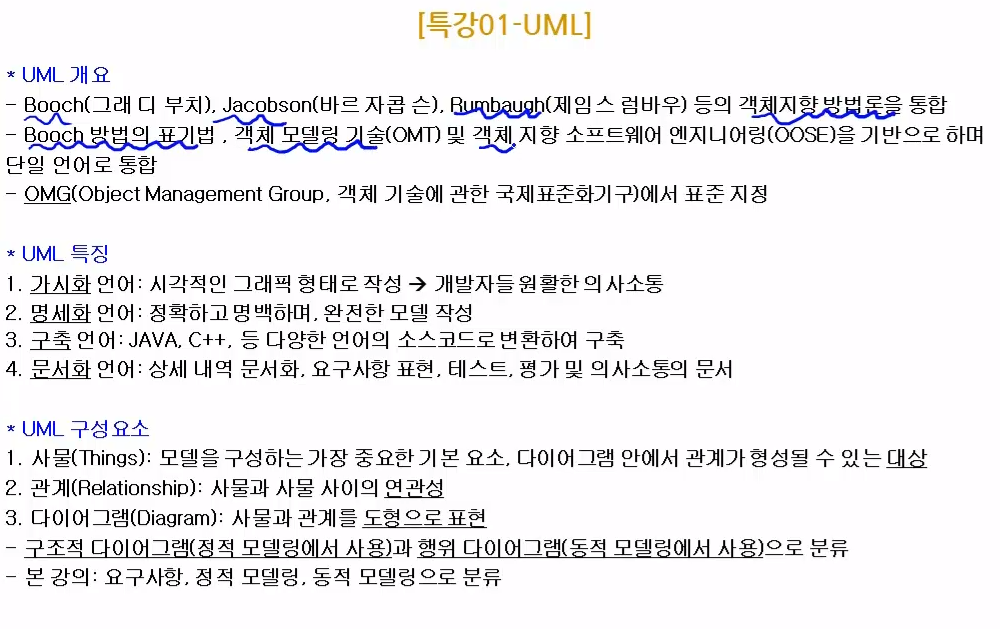 [특강01-UML]
* UML 개요
- Booch(그래 디 부치), Jacobson(바르 자콥 슨), Rumbaugh(제임스 럼바우) 등의 객체지향 방법론을 통합
- Booch 방법의 표기법 , 객체 모델링 기술(OMT) 및 객체 지향 소프트웨어 엔지니어링(OOSE)을 기반으로 하며
단일 언어로 통합
- OMG(Object Management Group, 객체 기술에 관한 국제표준화기구)에서 표준 지정
* UML 특징
1. 가시화 언어: 시각적인 그래픽 형태로 작성 → 개발자들 원활한 의사소통
2. 명세화 언어: 정확하고 명백하며, 완전한 모델 작성
3. 구축 언어: JAVA, C++, 등 다양한 언어의 소스코드로 변환하여 구축
4. 문서화 언어: 상세 내역 문서화, 요구사항 표현, 테스트, 평가 및 의사소통의 문서
* UML 구성요소
1. 사물(Things): 모델을 구성하는 가장 중요한 기본 요소, 다이어그램 안에서 관계가 형성될 수 있는 대상
2. 관계(Relationship): 사물과 사물 사이의 연관성
3. 다이어그램(Diagram): 사물과 관계를 도형으로 표현
- 구조적 다이어그램(정적 모델링에서 사용)과 행위 다이어그램(동적 모델링에서 사용)으로 분류
- 본 강의: 요구사항, 정적 모델링, 동적 모델링으로 분류